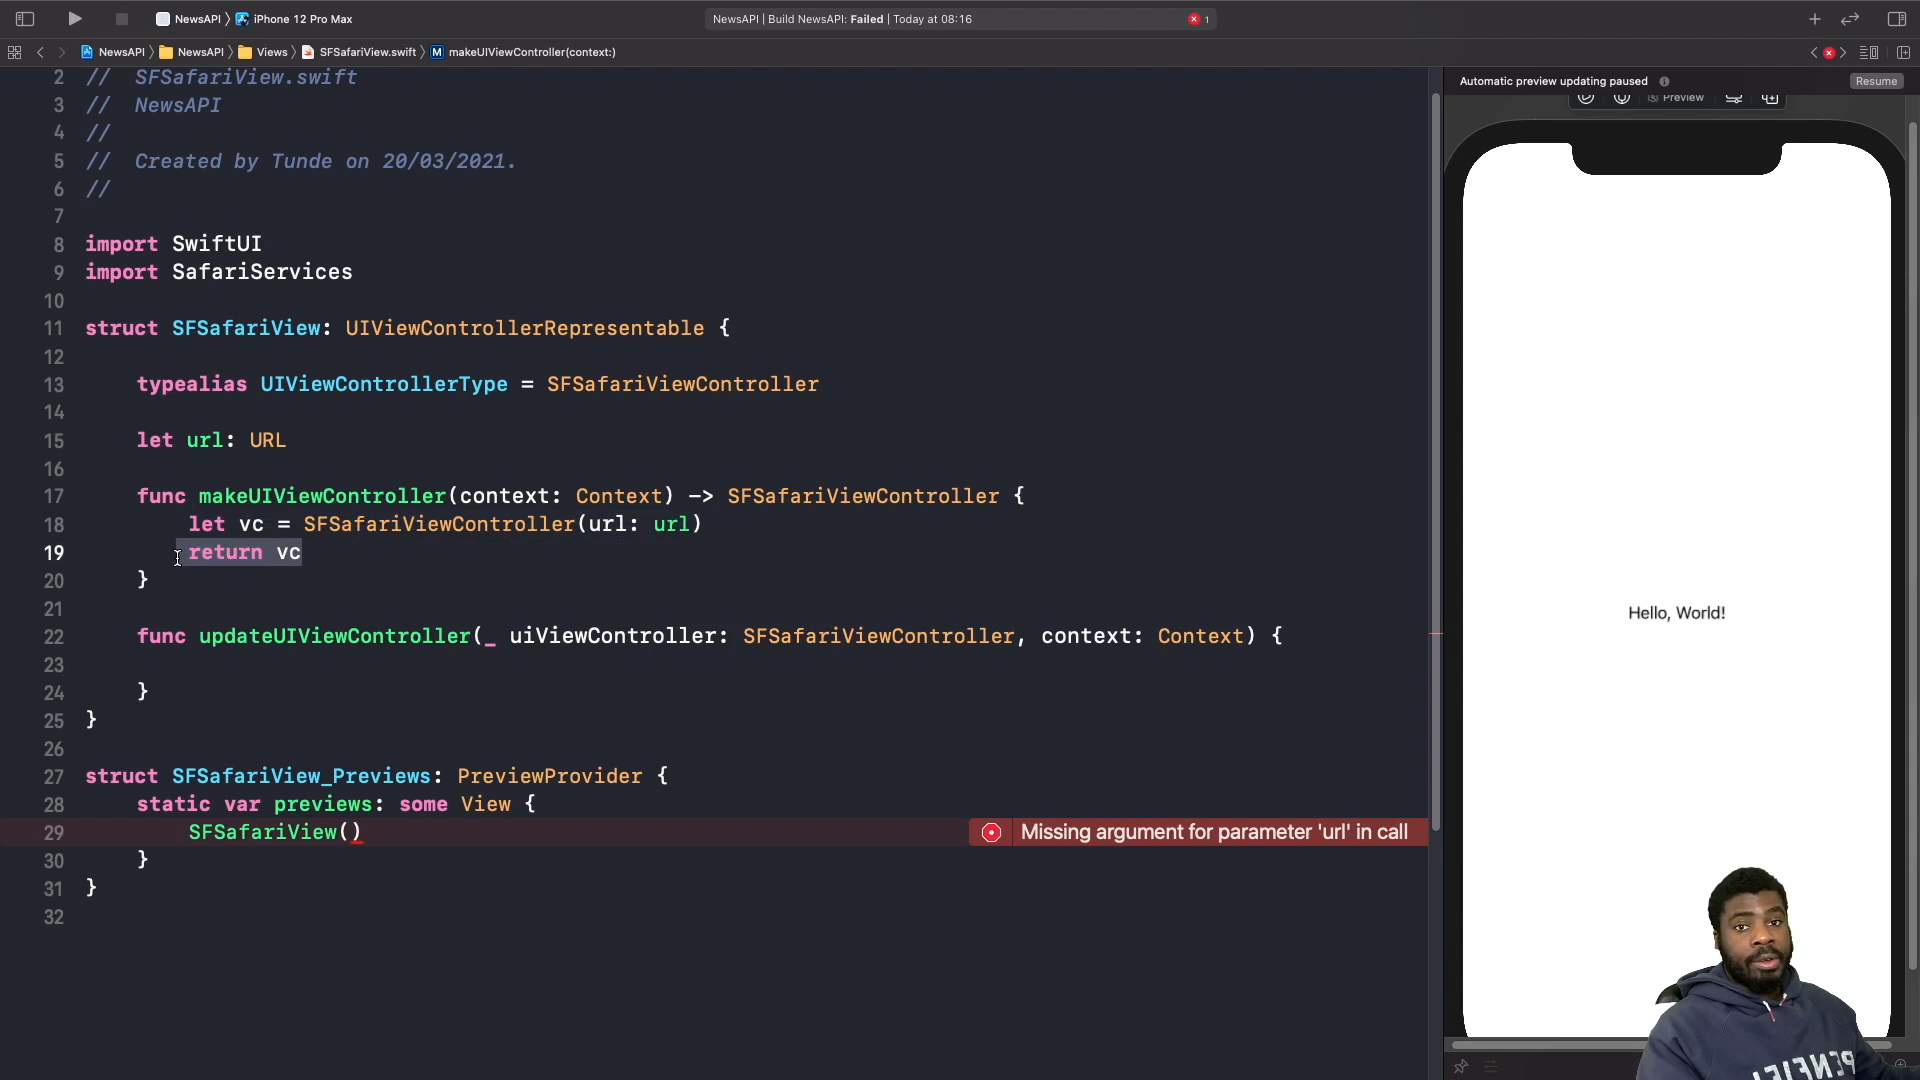 NewsAPI 〉 iPhone 12 Pro Max
NewsAPI | Build NewsAPI: Failed | Today at 08:16
1
NewsAPI 〉 NewsAPI 〉 Views 〉 SFSafariView.swift 〉 M makeUIViewController(context:)
2 //  SFSafariView.swift
3 //  NewsAPI
4 //
5 //  Created by Tunde on 20/03/2021.
6 //
7
8 import SwiftUI
9 import SafariServices
10
11 struct SFSafariView: UIViewControllerRepresentable {
12
13     typealias UIViewControllerType = SFSafariViewController
14
15     let url: URL
16
17     func makeUIViewController(context: Context) -> SFSafariViewController {
18         let vc = SFSafariViewController(url: url)
19         return vc
20     }
21
22     func updateUIViewController(_ uiViewController: SFSafariViewController, context: Context) {
23
24     }
25 }
26
27 struct SFSafariView_Previews: PreviewProvider {
28     static var previews: some View {
29         SFSafariView()
Missing argument for parameter 'url' in call
30     }
31 }
32
Automatic preview updating paused
Resume
Preview
Hello, World!